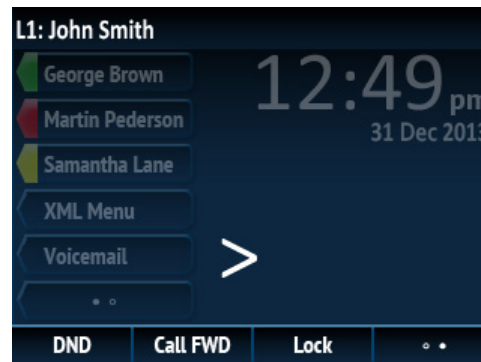 L1: John Smith
George Brown
12:49 pm
Martin Pederson
31 Dec 2013
Samantha Lane
XML Menu
Voicemail
>
DND Call FWD Lock